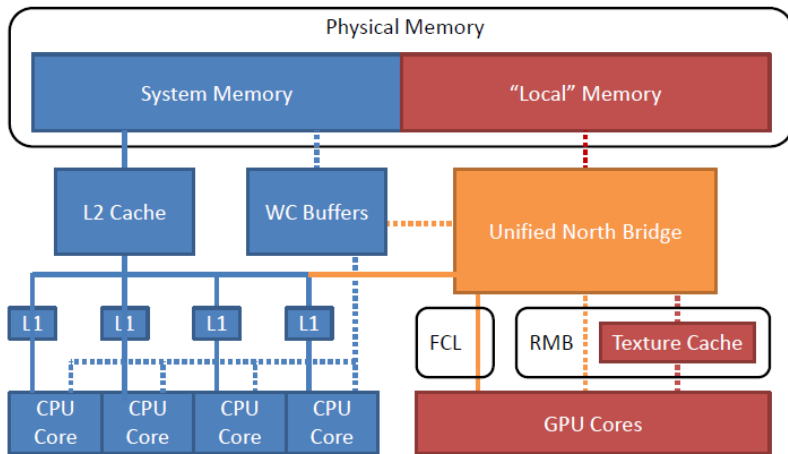 Physical Memory
System Memory
“Local” Memory
L2 Cache
WC Buffers
Unified North Bridge
L1
L1
L1
L1
FCL
RMB
Texture Cache
CPU
Core
CPU
Core
CPU
Core
CPU
Core
GPU Cores